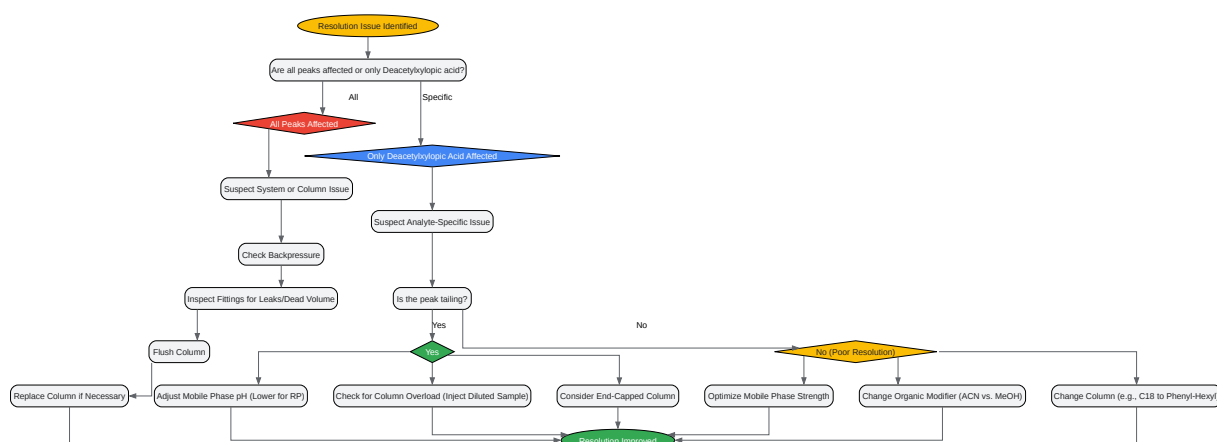 Resolution Issue Identified
Are all peaks affected or only Deacetylxylopic acid?
All
Specific
All Peaks Affected
Only Deacetylxylopic Acid Affected
Suspect System or Column Issue
Suspect Analyte-Specific Issue
Check Backpressure
Inspect Fittings for Leaks/Dead Volume
Is the peak tailing?
Yes
No
Flush Column
Yes
No (Poor Resolution)
Replace Column if Necessary
Adjust Mobile Phase pH (Lower for RP)
Check for Column Overload (Inject Diluted Sample)
Consider End-Capped Column
Optimize Mobile Phase Strength
Change Organic Modifier (ACN vs. MeOH)
Change Column (e.g., C18 to Phenyl-Hexyl)
Resolution Improved